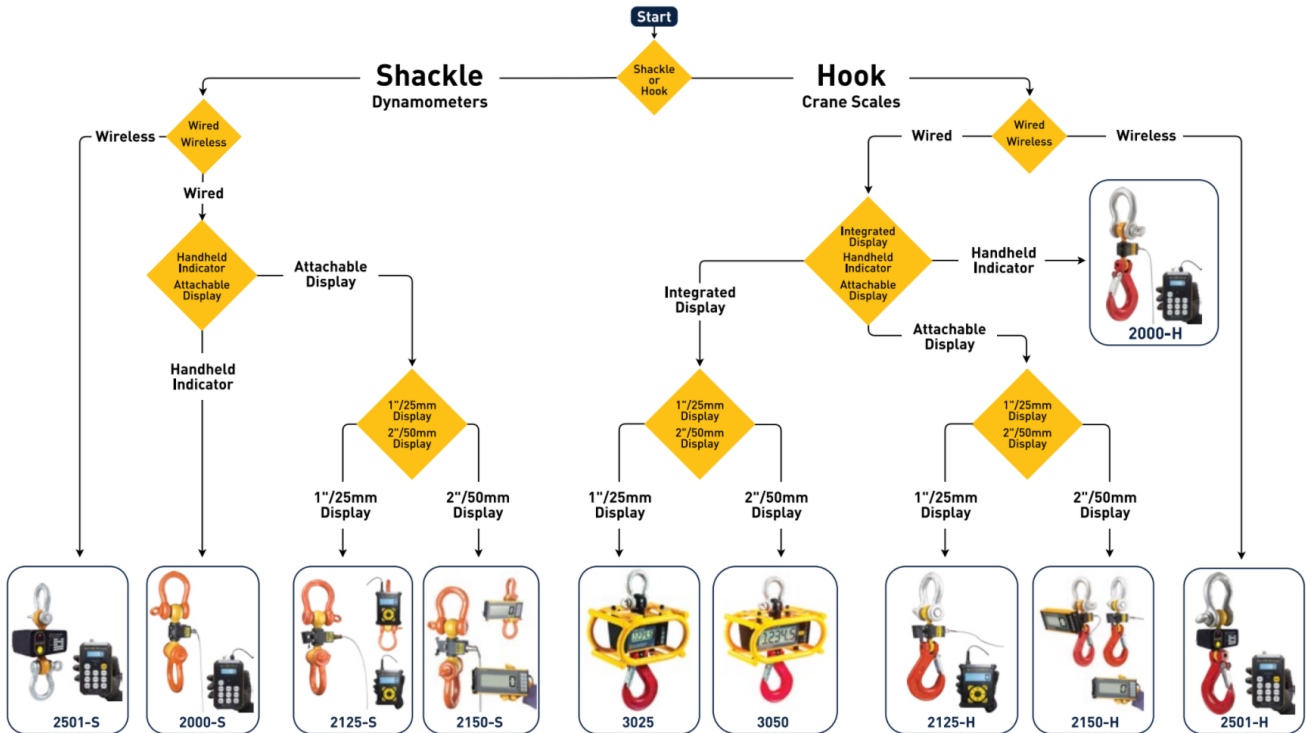 Start
Shackle
or
Hook
Shackle
Dynamometers
Hook
Crane Scales
Wired
Wireless
Wireless
Wired
Handheld
Indicator
Attachable
Display
Attachable
Display
Handheld
Indicator
1"/25mm
Display
2"/50mm
Display
1"/25mm
Display
2"/50mm
Display
Wired
Wireless
Wired
Wireless
Integrated
Display
Handheld
Indicator
Attachable
Display
Handheld
Indicator
2000-H
Integrated
Display
Attachable
Display
1"/25mm
Display
2"/50mm
Display
1"/25mm
Display
2"/50mm
Display
1"/25mm
Display
2"/50mm
Display
1"/25mm
Display
2"/50mm
Display
2501-S
2000-S
2125-S
2150-S
3025
3050
2125-H
2150-H
2501-H